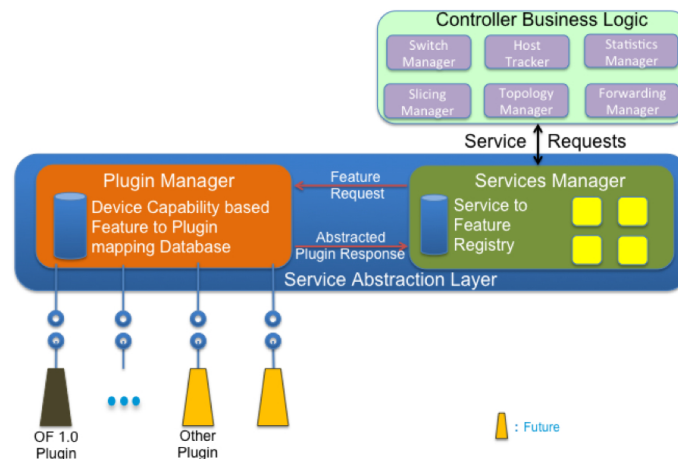 Controller Business Logic
Switch
Manager
Host
Tracker
Statistics
Manager
Slicing
Manager
Topology
Manager
Forwarding
Manager
Service
Requests
Plugin Manager
Device Capability based
Feature to Plugin
mapping Database
Feature
Request
Abstracted
Plugin Response
Services Manager
Service to
Feature
Registry
Service Abstraction Layer
OF 1.0
Plugin
Other
Plugin
: Future